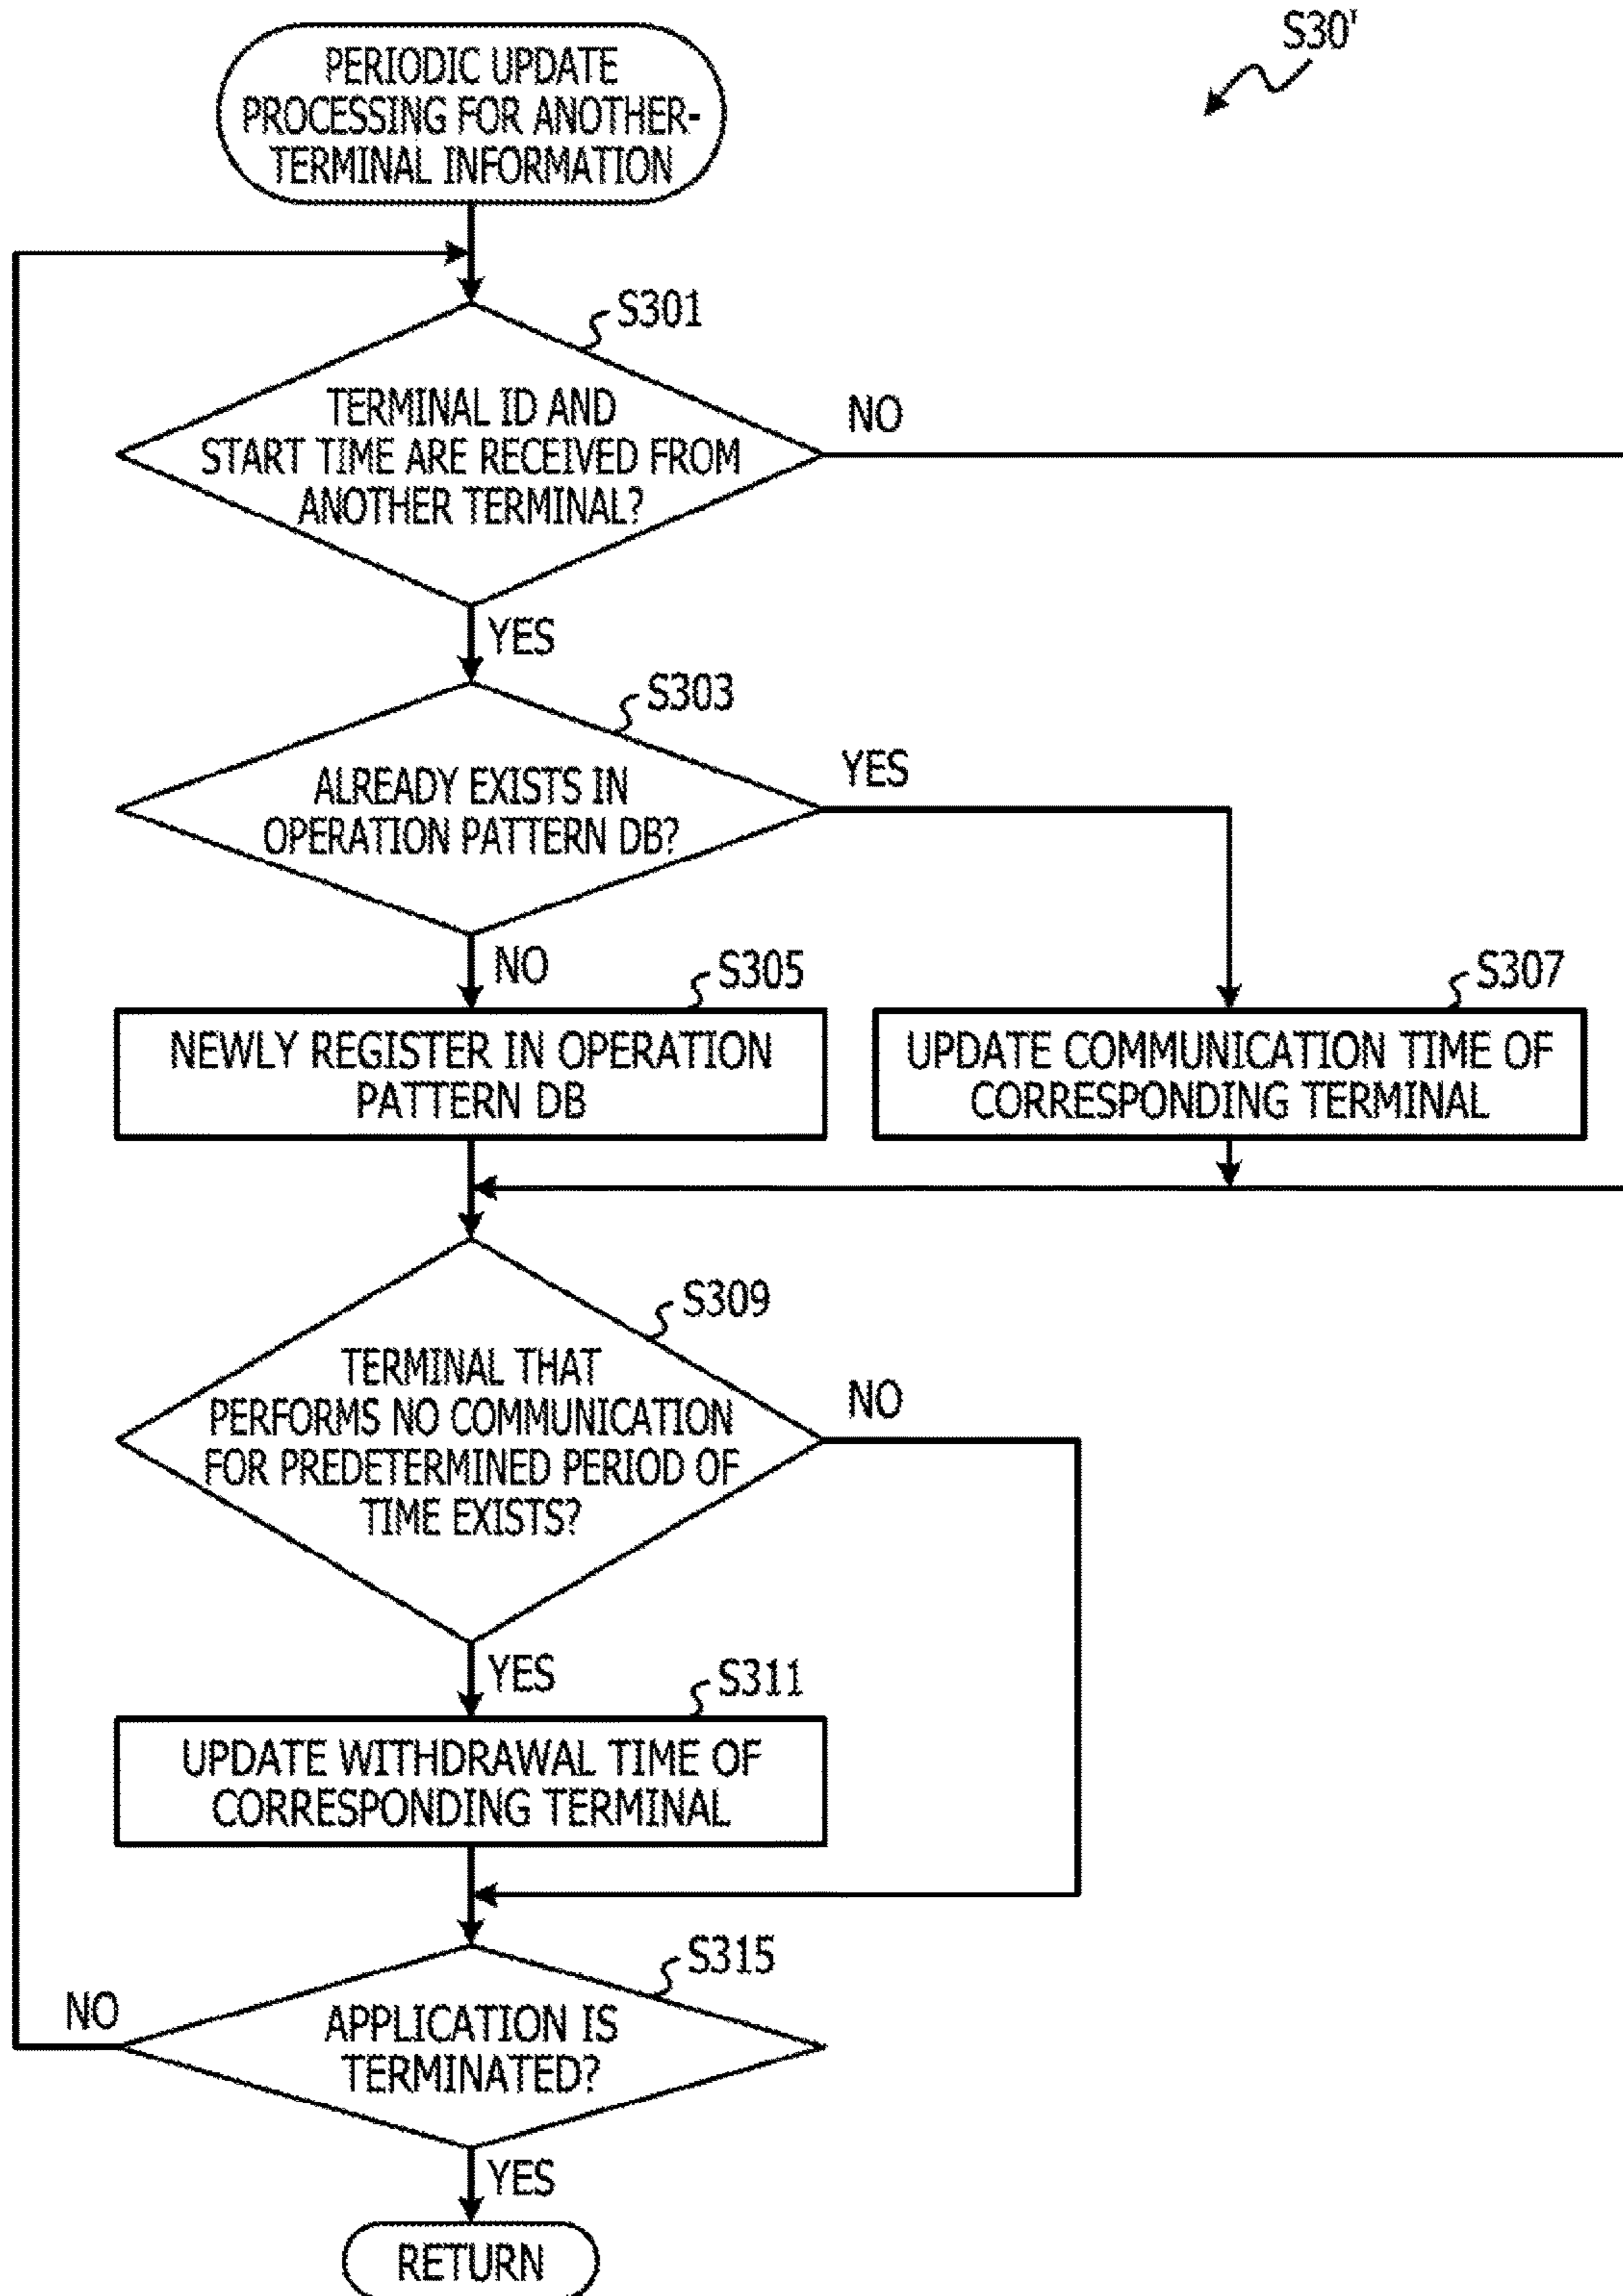 S30'
PERIODIC UPDATE
PROCESSING FOR ANOTHER-
TERMINAL INFORMATION
S301
TERMINAL ID AND
START TIME ARE RECEIVED FROM
ANOTHER TERMINAL?
NO
YES
S303
ALREADY EXISTS IN
OPERATION PATTERN DB?
YES
NO
S305
NEWLY REGISTER IN OPERATION
PATTERN DB
S307
UPDATE COMMUNICATION TIME OF
CORRESPONDING TERMINAL
S309
TERMINAL THAT
PERFORMS NO COMMUNICATION
FOR PREDETERMINED PERIOD OF
TIME EXISTS?
NO
YES
S311
UPDATE WITHDRAWAL TIME OF
CORRESPONDING TERMINAL
S315
NO
APPLICATION IS
TERMINATED?
YES
RETURN